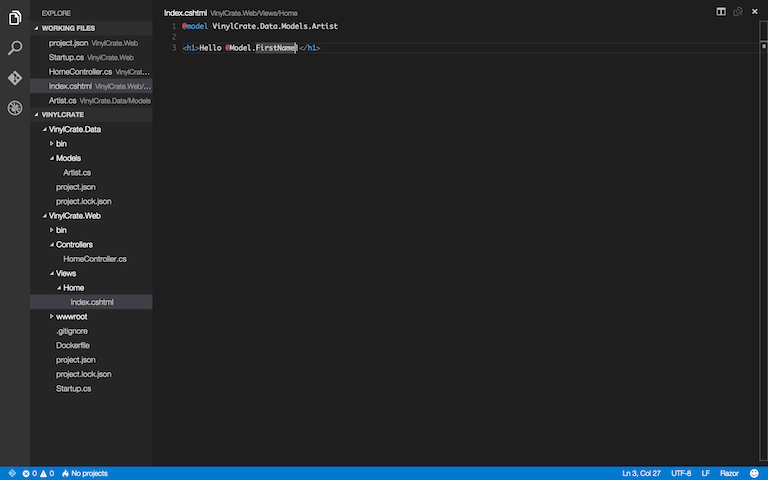 EXPLORE
WORKING FILES
project.json VinylCrate.Web
Startup.cs VinylCrate.Web
HomeController.cs VinylCrat...
Index.cshtml VinylCrate.Web/...
Artist.cs VinylCrate.Data/Models
VINYLCRATE
VinylCrate.Data
bin
Models
Artist.cs
project.json
project.lock.json
VinylCrate.Web
bin
Controllers
HomeController.cs
Views
Home
Index.cshtml
wwwroot
.gitignore
Dockerfile
project.json
project.lock.json
Startup.cs
Index.cshtml VinylCrate.Web/Views/Home
1 @model VinylCrate.Data.Models.Artist
2
3 <h1>Hello @Model.FirstName!</h1>
0 0 No projects
Ln 3, Col 27 UTF-8 LF Razor